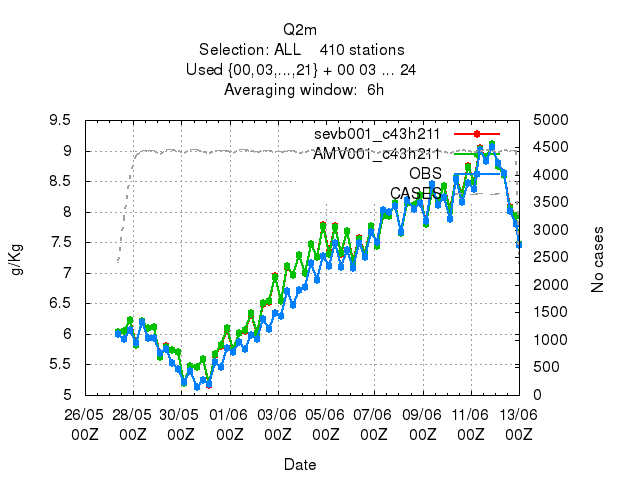 Q2m
Selection: ALL    410 stations
Used {00,03,...,21} + 00 03 ... 24
Averaging window:  6h
sevb001_c43h211
AMV001_c43h211
OBS
CASES
g/Kg
9.5
9
8.5
8
7.5
7
6.5
6
5.5
5
No cases
5000
4500
4000
3500
3000
2500
2000
1500
1000
500
0
26/05 28/05 30/05 01/06 03/06 05/06 07/06 09/06 11/06 13/06
00Z 00Z 00Z 00Z 00Z 00Z 00Z 00Z 00Z 00Z
Date